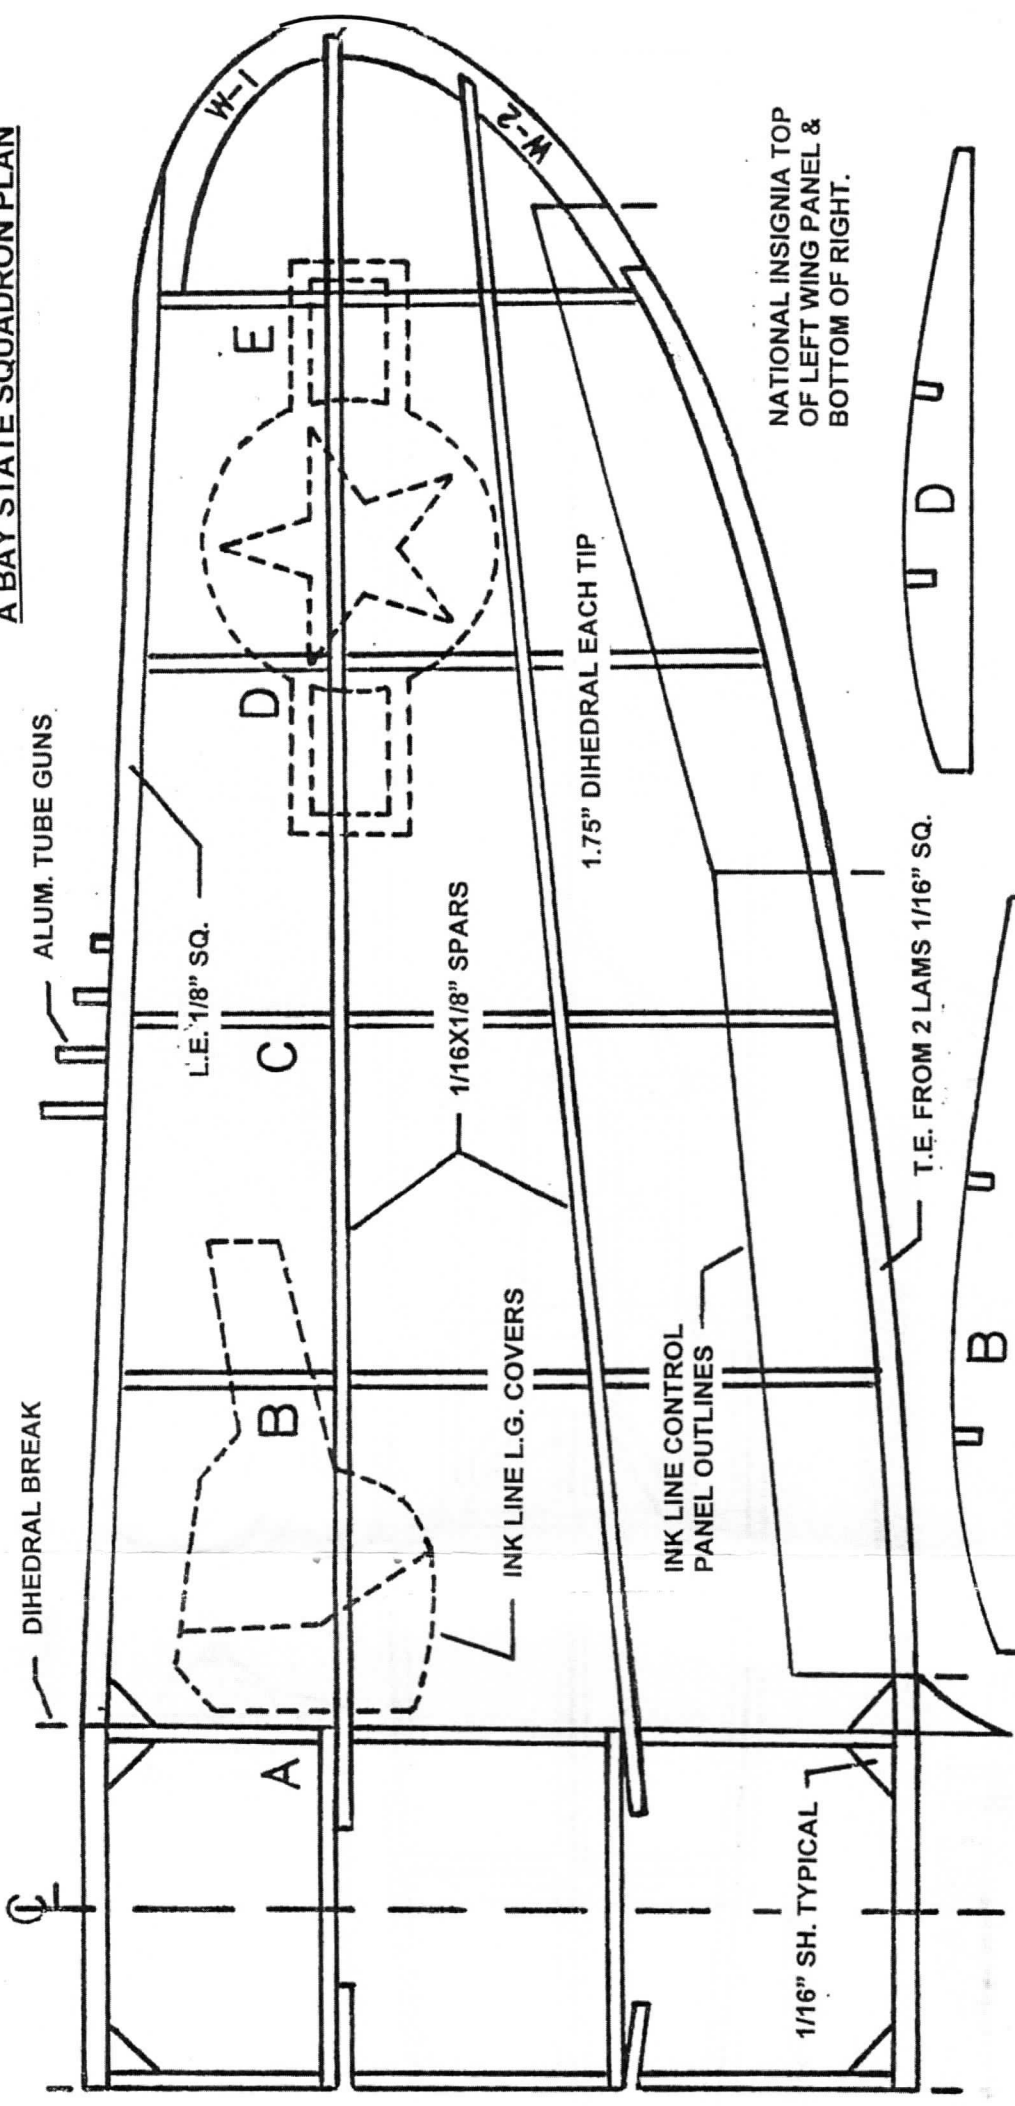 A BAY STATE SQUADRON PLAN
ALUM. TUBE GUNS
DIHEDRAL BREAK
W-1
W-2
E
D
C
B
A
L.E. 1/8" SQ.
1/16X1/8" SPARS
1.75" DIHEDRAL EACH TIP
NATIONAL INSIGNIA TOP
OF LEFT WING PANEL &
BOTTOM OF RIGHT.
INK LINE L.G. COVERS
INK LINE CONTROL
PANEL OUTLINES
T.E. FROM 2 LAMS 1/16" SQ.
1/16" SH. TYPICAL
CL
B
D